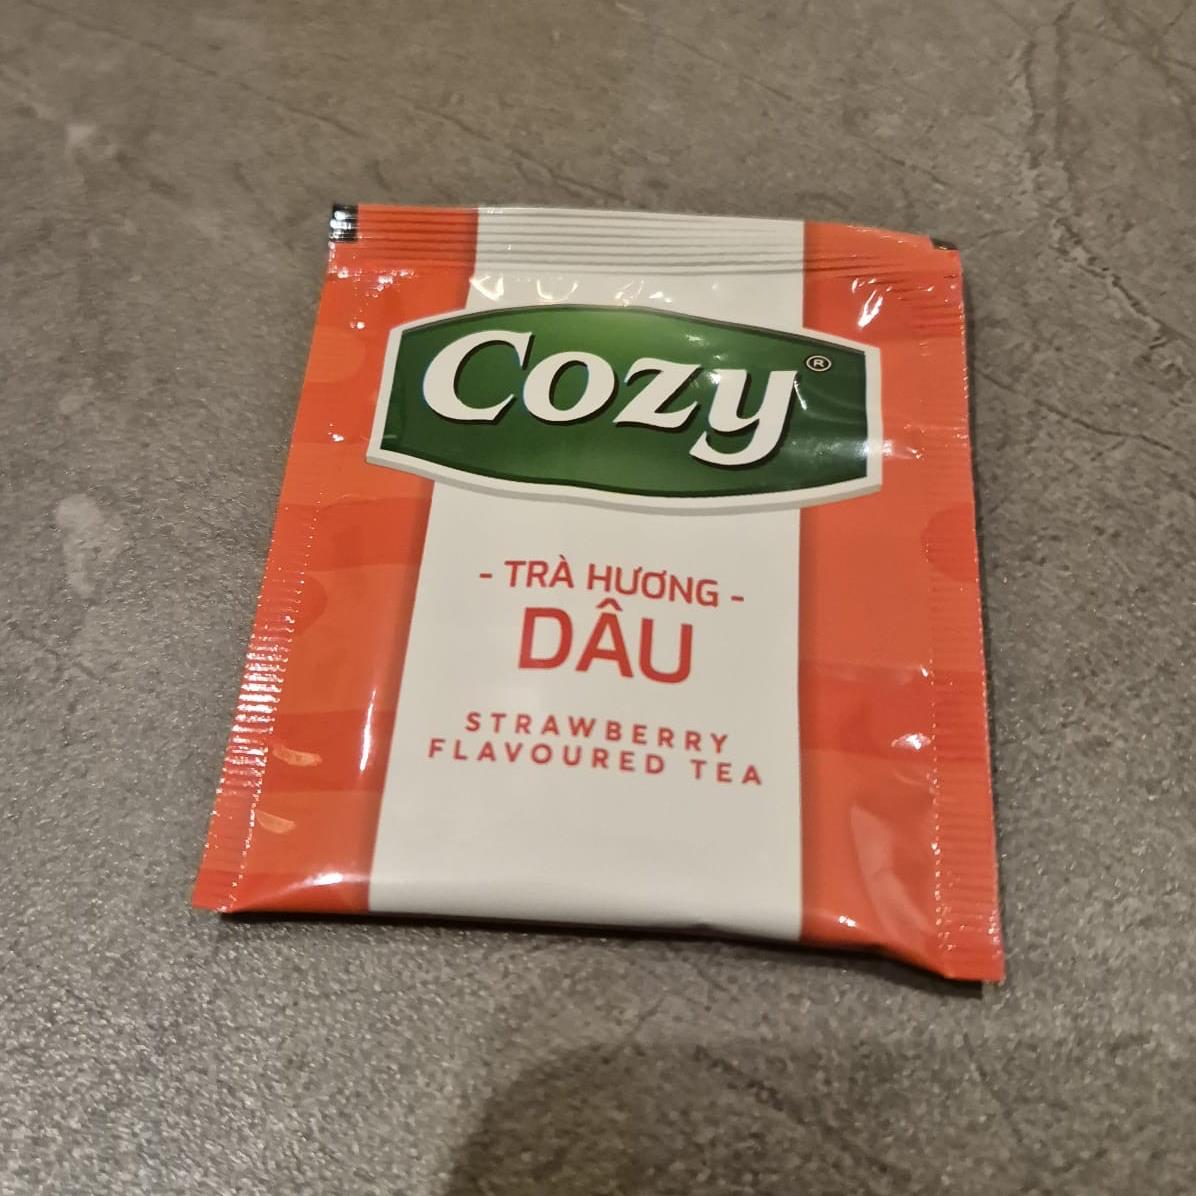 Cozy®
- TRÀ HƯƠNG -
DÂU
STRAWBERRY
FLAVOURED TEA